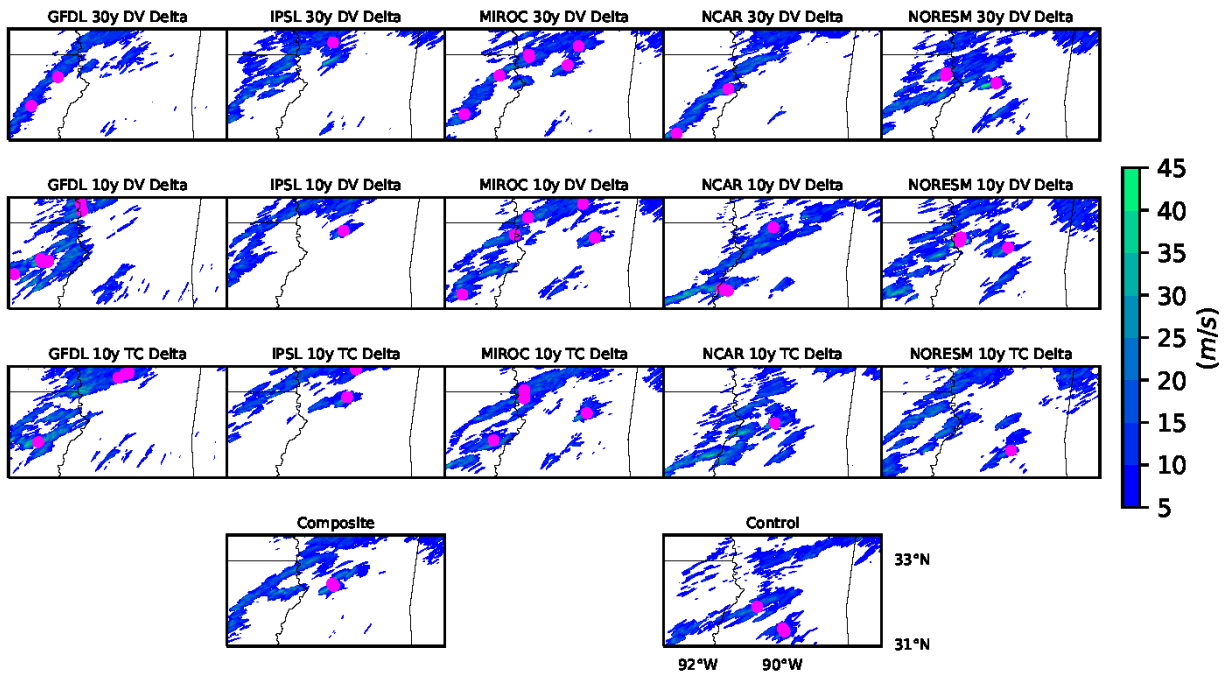 GFDL 30y DV Delta IPSL 30y DV Delta MIROC 30y DV Delta NCAR 30y DV Delta NORESM 30y DV Delta
GFDL 10y DV Delta IPSL 10y DV Delta MIROC 10y DV Delta NCAR 10y DV Delta NORESM 10y DV Delta
GFDL 10y TC Delta IPSL 10y TC Delta MIROC 10y TC Delta NCAR 10y TC Delta NORESM 10y TC Delta
Composite Control
33°N
31°N
92°W 90°W
45
40
35
30
25
20
15
10
5
(m/s)